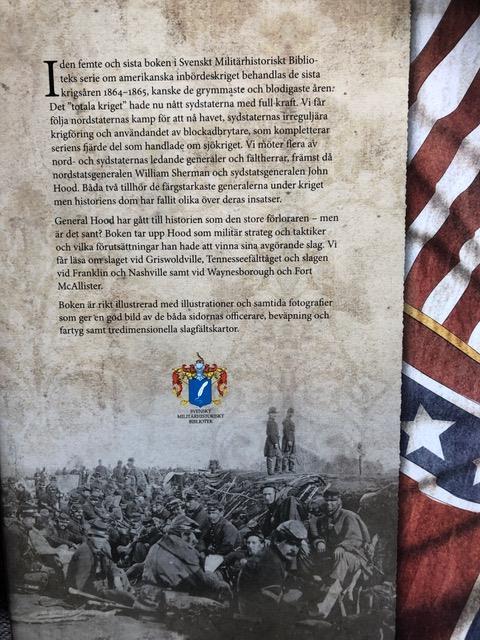 I den femte och sista boken i Svenskt Militärhistoriskt Biblio-
teks serie om amerikanska inbördeskriget behandlas de sista
krigsåren 1864–1865, kanske de grymmaste och blodigaste åren.
Det "totala kriget" hade nu nått sydstaterna med full kraft. Vi får
följa nordstaternas kamp för att nå havet, sydstaternas irreguljära
krigföring och användandet av blockadbrytare, som kompletterar
seriens fjärde del som handlade om sjökriget. Vi möter flera av
nord- och sydstaternas ledande generaler och fältherrar, främst då
nordstatsgeneralen William Sherman och sydstatsgeneralen John
Hood. Båda två tillhör de färgstarkaste generalerna under kriget
men historiens dom har fallit olika över deras insatser.
General Hood har gått till historien som den store förloraren – men
är det sant? Boken tar upp Hood som militär strateg och taktiker
och vilka förutsättningar han hade att vinna sina avgörande slag. Vi
får läsa om slaget vid Griswoldville, Tennesseefälttåget och slagen
vid Franklin och Nashville samt vid Waynesborough och Fort
McAllister.
Boken är rikt illustrerad med illustrationer och samtida fotografier
som ger en god bild av de båda sidornas officerare, beväpning och
fartyg samt tredimensionella slagfältskartor.
SVENSKT
MILITÄRHISTORISKT
BIBLIOTEK